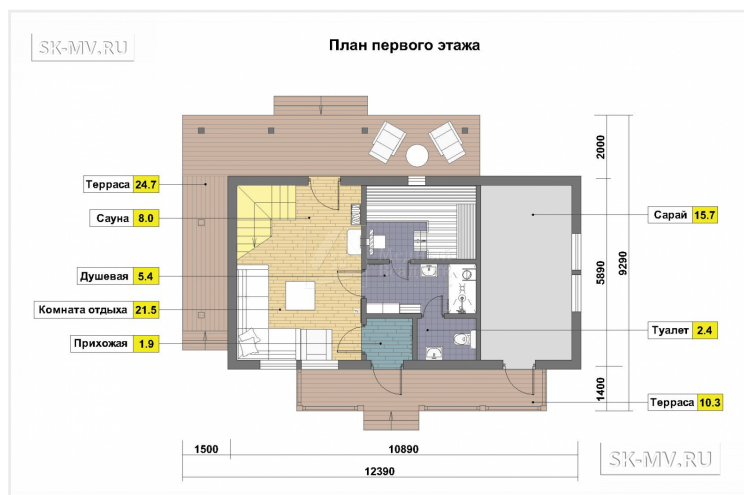 SK-MV.RU
План первого этажа
Терраса 24.7
Сауна 8.0
Душевая 5.4
Комната отдыха 21.5
Прихожая 1.9
Сарай 15.7
Туалет 2.4
Терраса 10.3
2000
5890
9290
1400
1500
10890
12390
SK-MV.RU